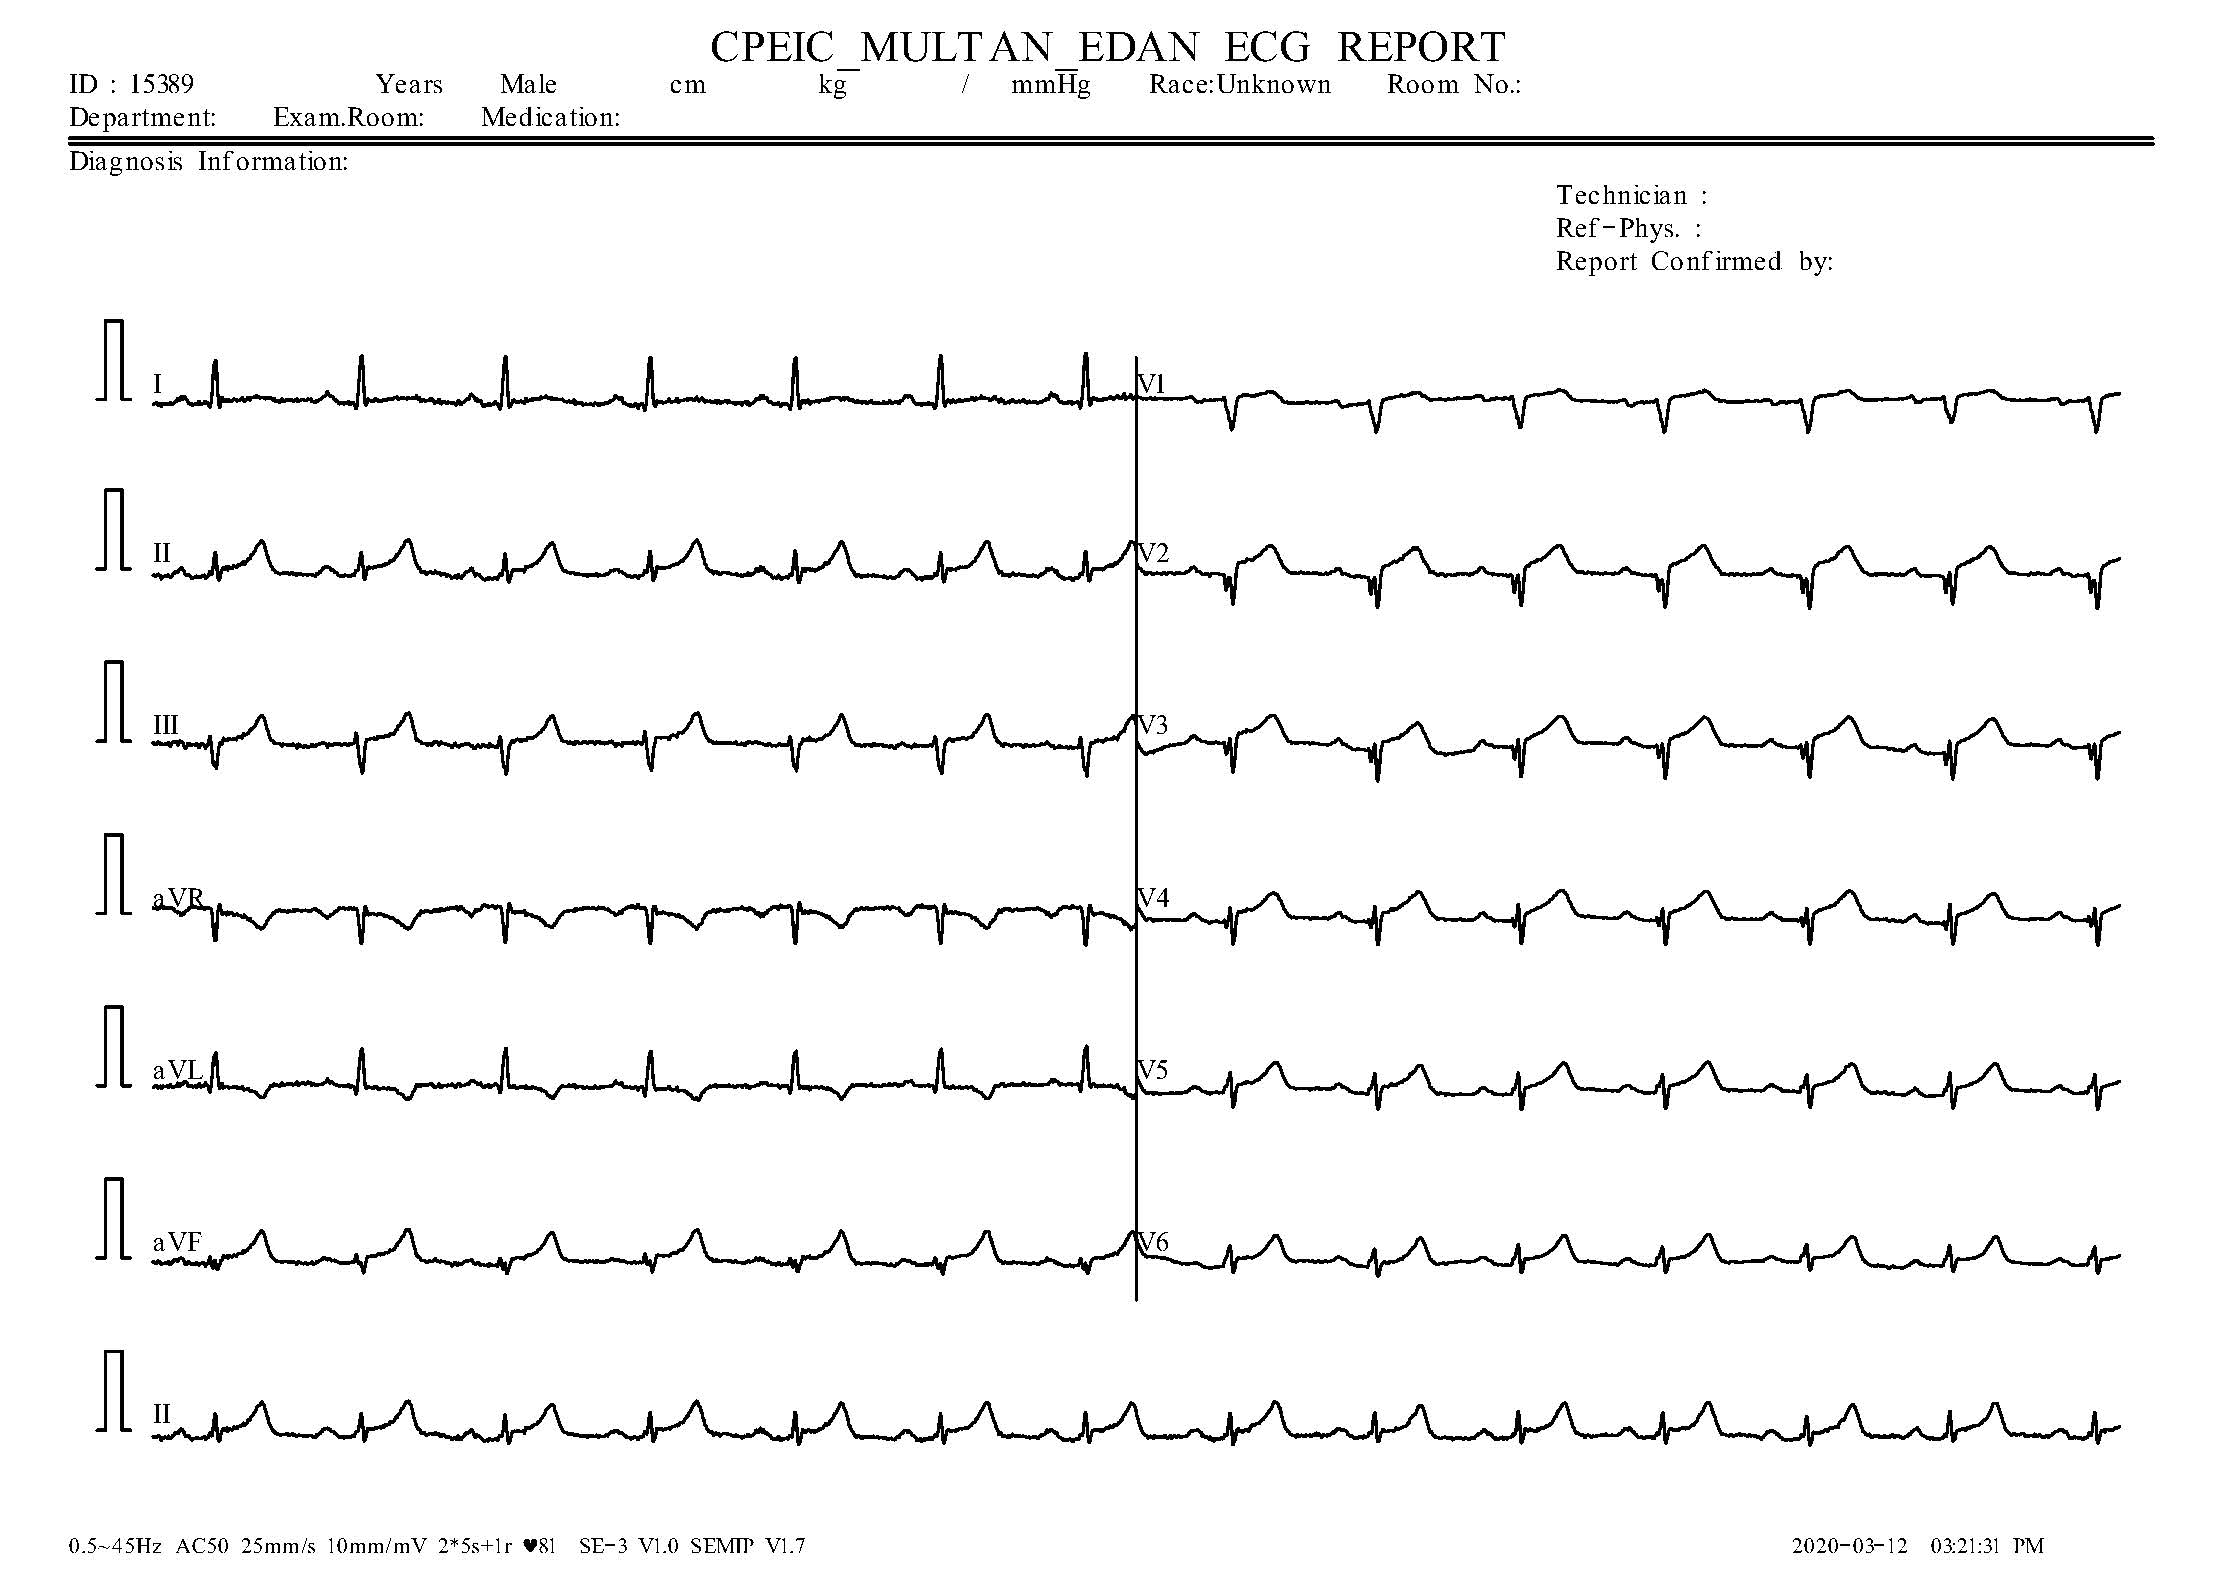 CPEIC_MULTAN_EDAN ECG REPORT
ID : 15389 Years Male cm kg / mmHg Race:Unknown Room No.:
Department: Exam.Room: Medication:
Diagnosis Information:
Technician :
Ref-Phys. :
Report Confirmed by:
I V1
II V2
III V3
aVR V4
aVL V5
aVF V6
II
0.5~45Hz AC50 25mm/s 10mm/mV 2*5s+1r ♥81 SE-3 V1.0 SEMIP V1.7 2020-03-12 03:21:31 PM